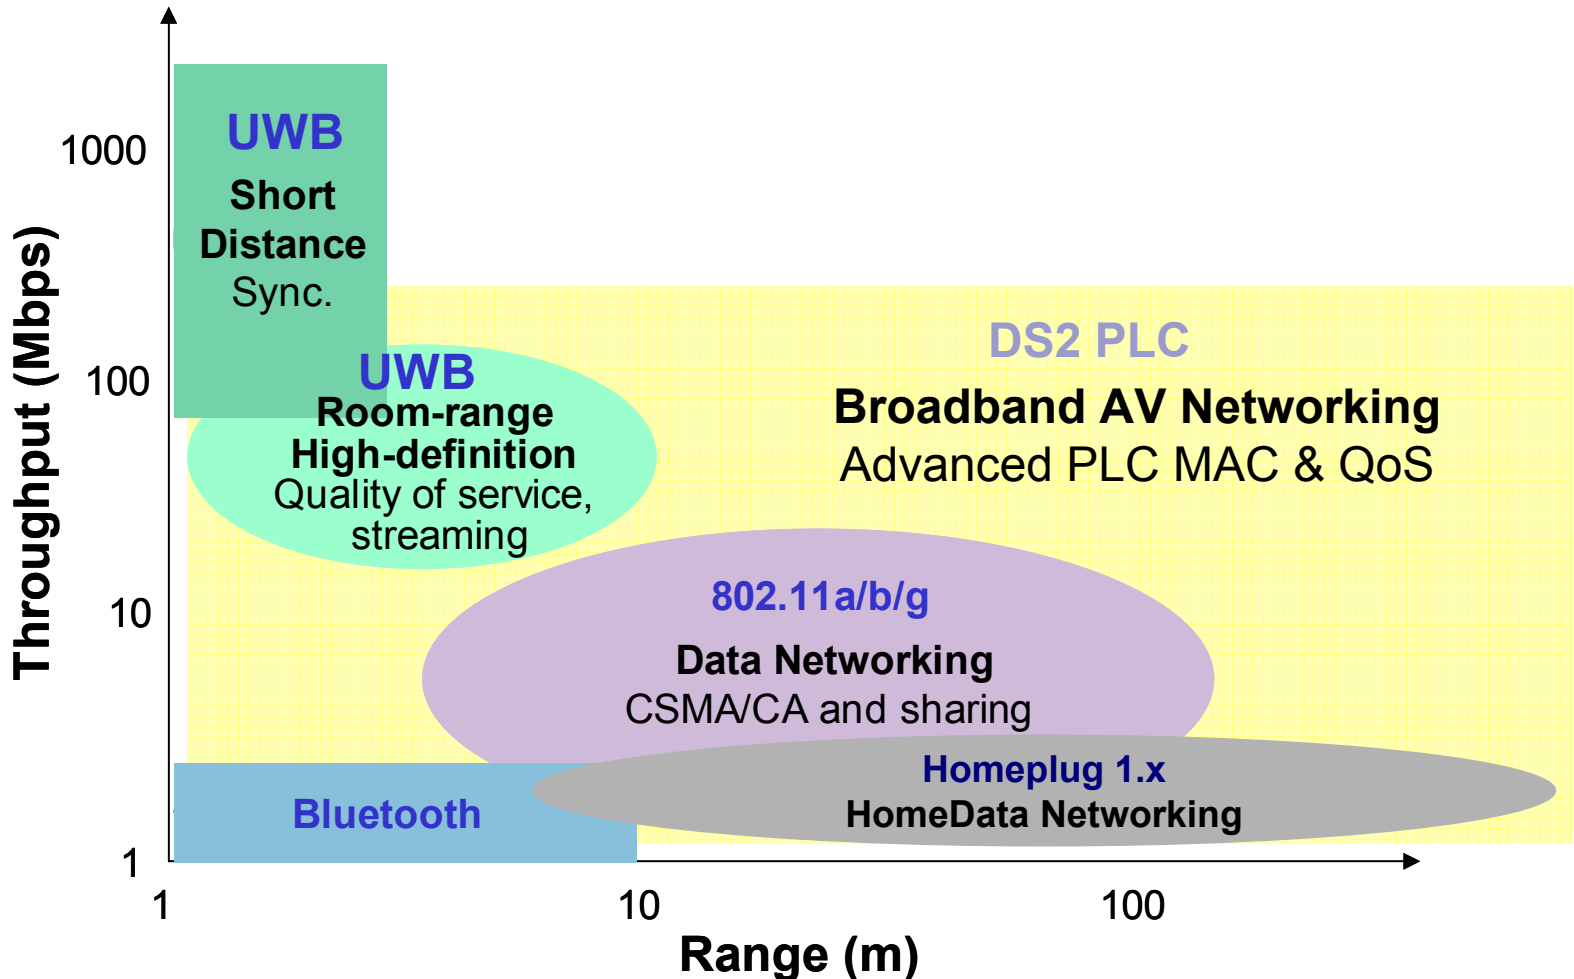 Throughput (Mbps)
1000
100
10
1
UWB
Short
Distance
Sync.
UWB
Room-range
High-definition
Quality of service,
streaming
DS2 PLC
Broadband AV Networking
Advanced PLC MAC & QoS
802.11a/b/g
Data Networking
CSMA/CA and sharing
Homeplug 1.x
HomeData Networking
Bluetooth
1
10
100
Range (m)